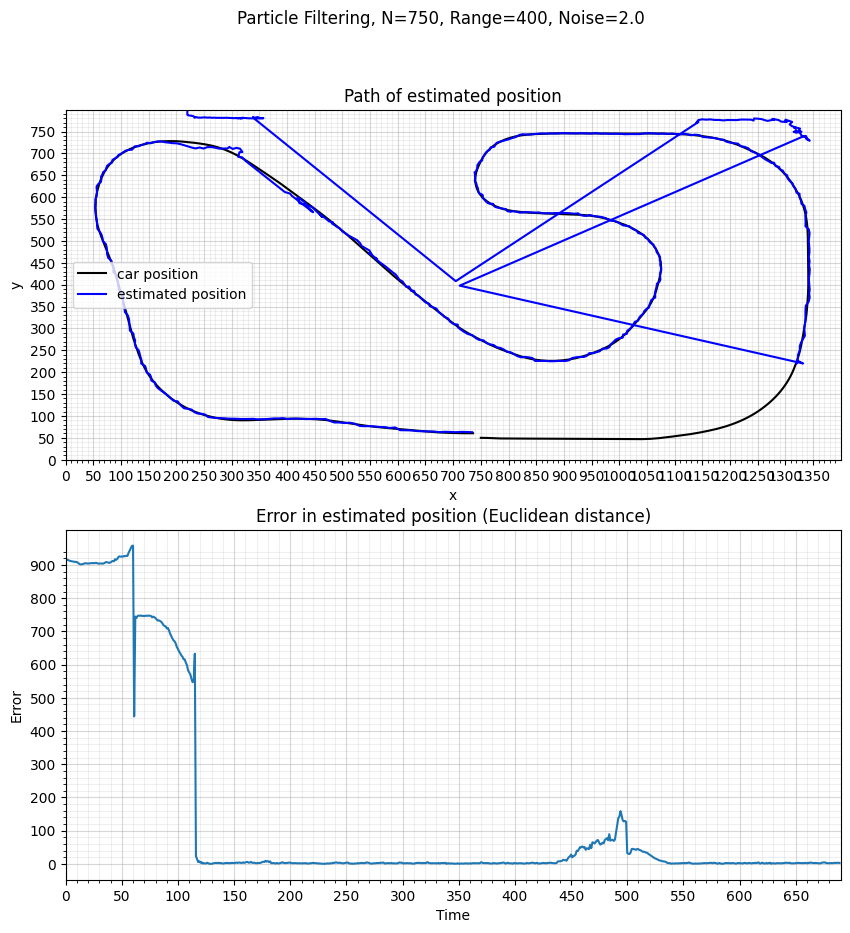 Particle Filtering, N=750, Range=400, Noise=2.0
Path of estimated position
750
700
650
600
550
500
450
400
350
300
250
200
150
100
50
0
y
car position
estimated position
0 50 100 150 200 250 300 350 400 450 500 550 600 650 700 750 800 850 900 950 1000 1050 1100 1150 1200 1250 1300 1350
x
Error in estimated position (Euclidean distance)
900
800
700
600
500
400
300
200
100
0
Error
0 50 100 150 200 250 300 350 400 450 500 550 600 650
Time